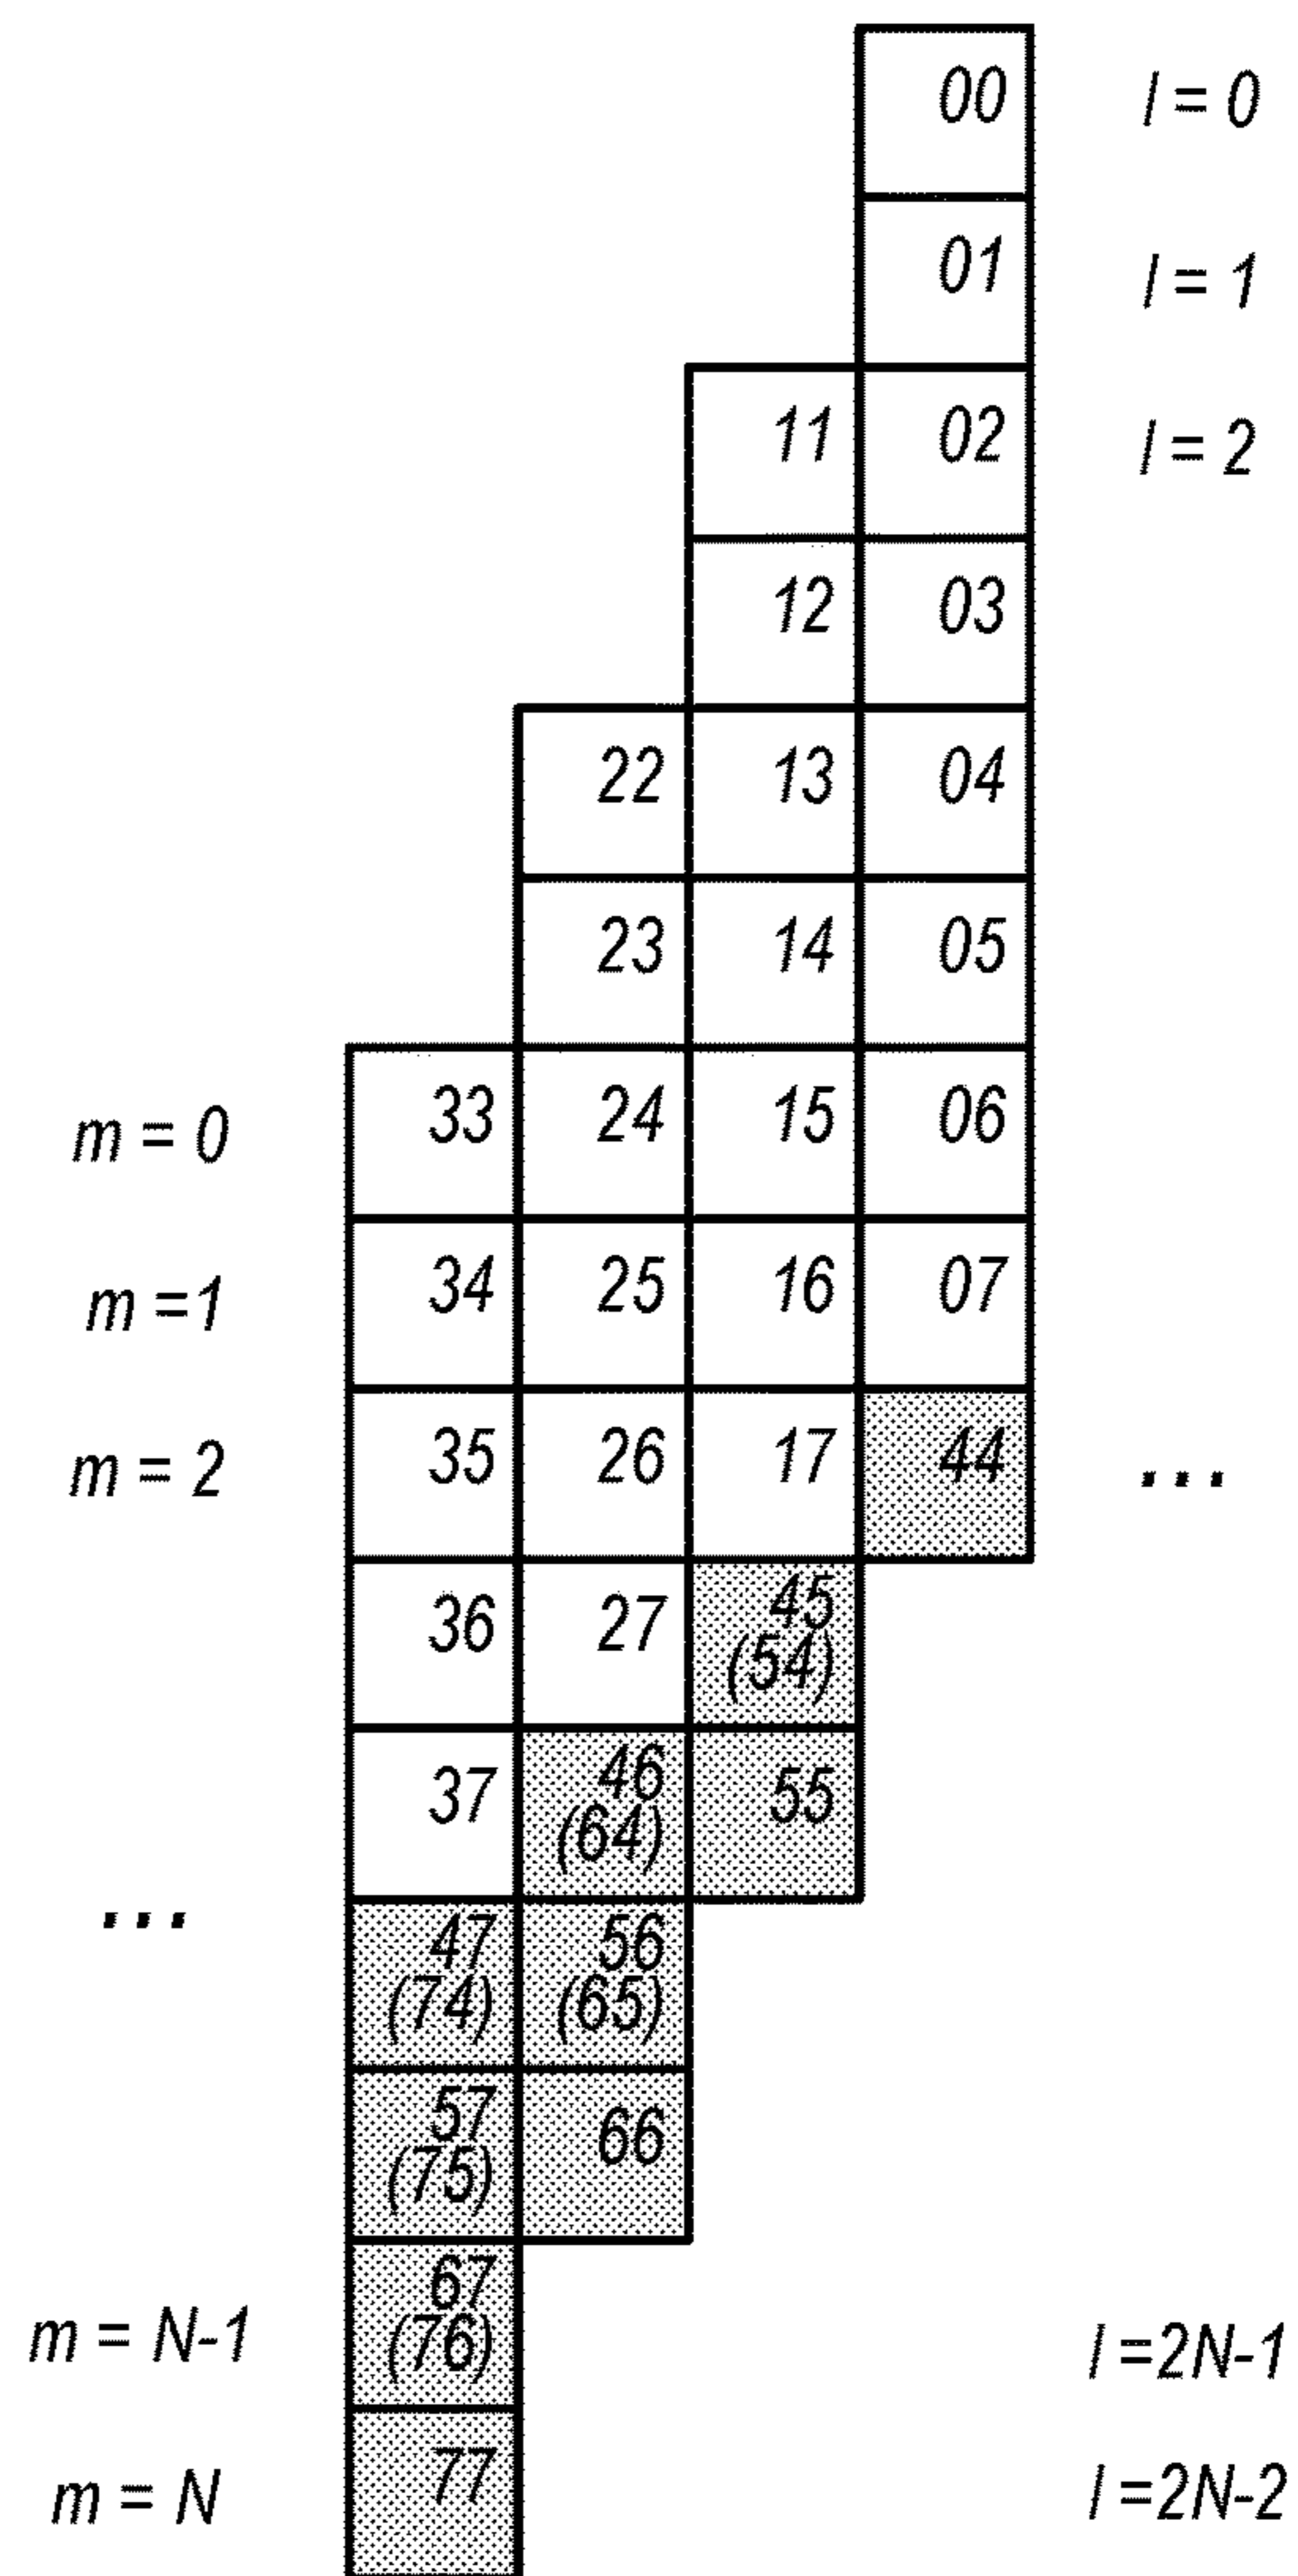 00 l = 0
01 l = 1
11 02 l = 2
12 03
22 13 04
23 14 05
m = 0 33 24 15 06
m =1 34 25 16 07
m = 2 35 26 17 44 ...
36 27 45
(54)
37 46 55
(64)
... 47 56
(74) (65)
57 66
(75)
67
m = N-1 (76) l =2N-1
m = N 77 l =2N-2